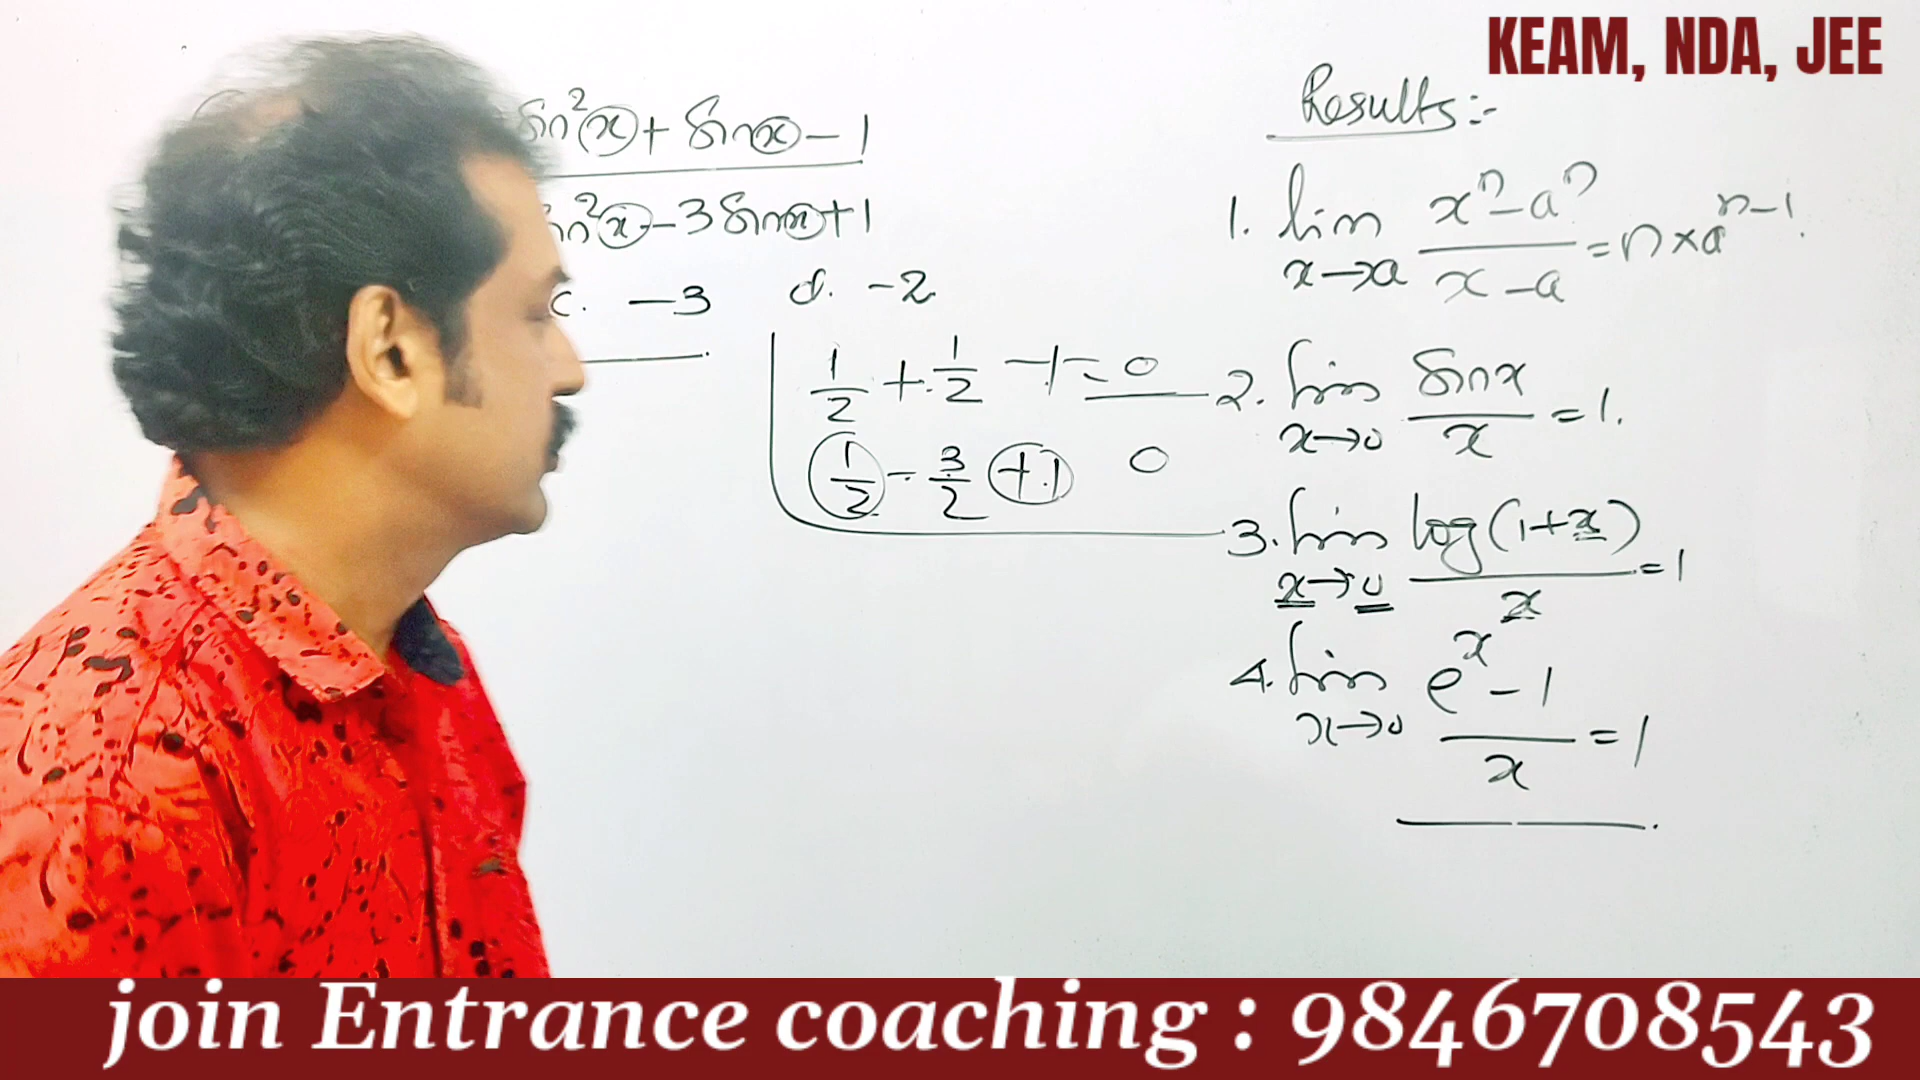 KEAM, NDA, JEE
sin²(x) + sinx − 1
sin²x − 3 sinx + 1
c. −3 d. −2
1/2 + 1/2 − 1 = 0
1/2 − 3/2 + 1 0
Results :-
1. lim x→a (xⁿ − aⁿ)/(x − a) = n × aⁿ⁻¹.
2. lim x→0 sinx/x = 1.
3. lim x→0 log(1+x)/x = 1
4. lim x→0 (eˣ − 1)/x = 1
join Entrance coaching : 9846708543